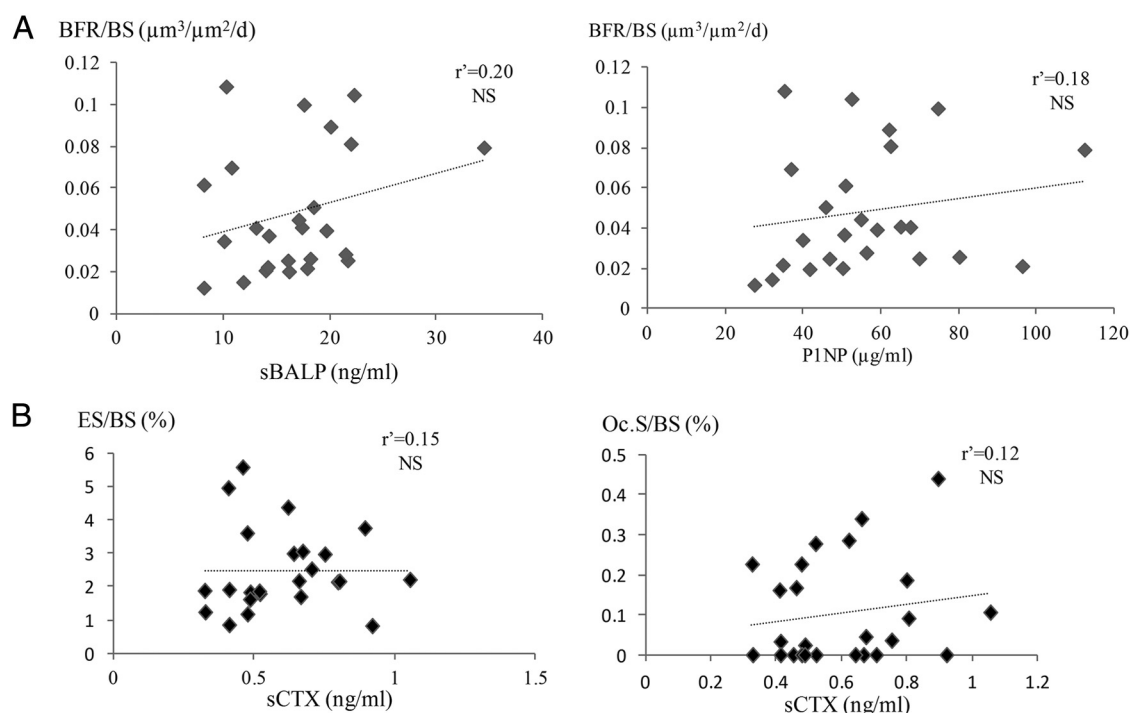 A
BFR/BS (µm³/µm²/d)
r’=0.20
NS
0.12
0.1
0.08
0.06
0.04
0.02
0
0 10 20 30 40
sBALP (ng/ml)
BFR/BS (µm³/µm²/d)
r’=0.18
NS
0.12
0.1
0.08
0.06
0.04
0.02
0
0 20 40 60 80 100 120
P1NP (µg/ml)
B
ES/BS (%)
r’=0.15
NS
6
5
4
3
2
1
0
0 0.5 1 1.5
sCTX (ng/ml)
Oc.S/BS (%)
r’=0.12
NS
0.5
0.4
0.3
0.2
0.1
0
0 0.2 0.4 0.6 0.8 1 1.2
sCTX (ng/ml)